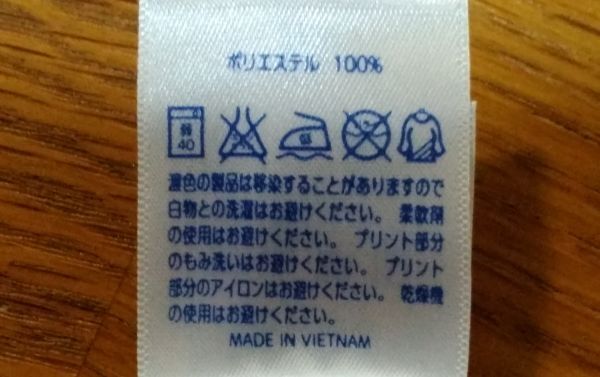 ポリエステル 100%
弱
40
低
濃色の製品は移染することがありますので
白物との洗濯はお避けください。 柔軟剤
の使用はお避けください。 プリント部分
のもみ洗いはお避けください。 プリント
部分のアイロンはお避けください。 乾燥機
の使用はお避けください。
MADE IN VIETNAM